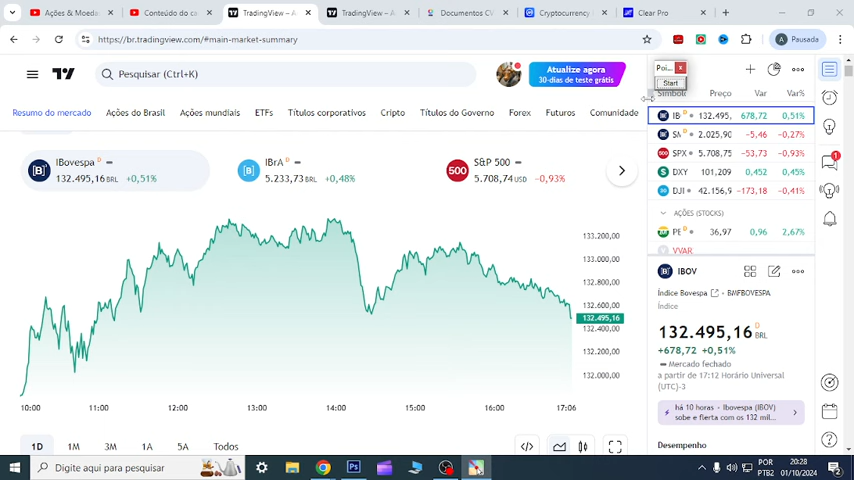 Ações & Moeda
Conteúdo do ca
TradingView – A
TradingView – A
Documentos CV
Cryptocurrency
Clear Pro
br.tradingview.com/#main-market-summary
A
Pausada
Pesquisar (Ctrl+K)
Atualize agora
30 dias de teste grátis
Poi...
Start
Símbolo
Preço
Var
Var%
Resumo do mercado
Ações do Brasil
Ações mundiais
ETFs
Títulos corporativos
Cripto
Títulos do Governo
Forex
Futuros
Comunidade
IB
D
132.495,
678,72
0,51%
2.025,90
-5,46
-0,27%
500
SPX
5.708,75
-53,73
-0,93%
DXY
101,209
0,452
0,45%
DJI
42.156,9
-173,18
-0,41%
AÇÕES (STOCKS)
PE
D
36,97
0,96
2,67%
VVAR
1
IBovespa D
132.495,16 BRL +0,51%
IBrA D
5.233,73 BRL +0,48%
500
S&P 500
5.708,74 USD -0,93%
133.200,00
133.000,00
132.800,00
132.600,00
132.495,16
132.400,00
132.200,00
132.000,00
10:00
11:00
12:00
13:00
14:00
15:00
16:00
17:06
1D
1M
3M
1A
5A
Todos
IBOV
Índice Bovespa
BMFBOVESPA
Índice
132.495,16 D BRL
+678,72 +0,51%
Mercado fechado
a partir de 17:12 Horário Universal
(UTC)-3
há 10 horas - Ibovespa (IBOV)
sobe e flerta com os 132 mil...
Desempenho
Digite aqui para pesquisar
Ps
POR
PTB2
20:28
01/10/2024
2